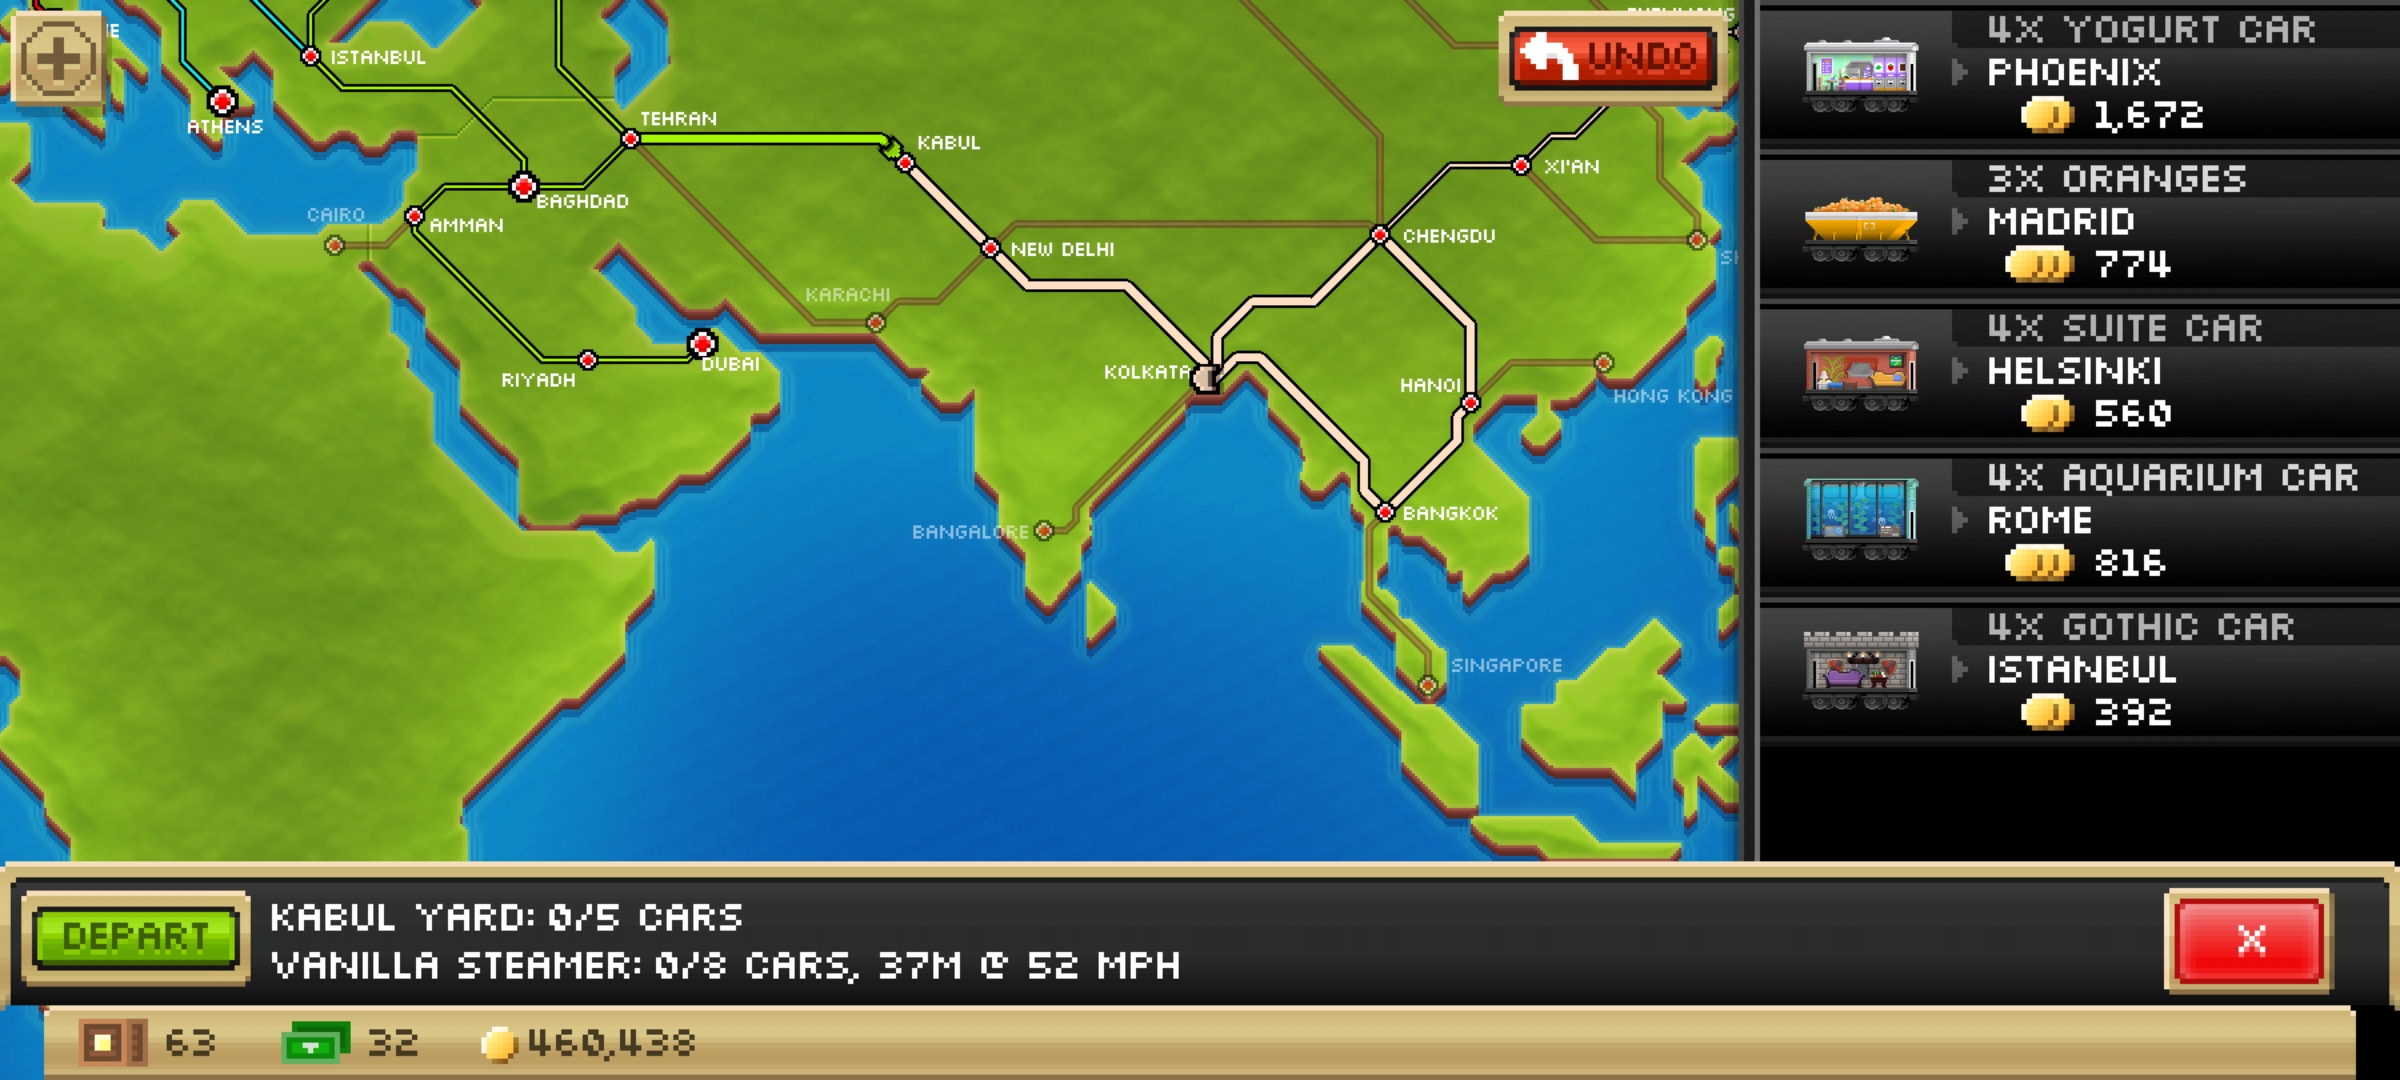 ISTANBUL
ATHENS
TEHRAN
KABUL
BAGHDAD
CAIRO
AMMAN
RIYADH
DUBAI
KARACHI
NEW DELHI
KOLKATA
BANGALORE
CHENGDU
XI'AN
HANOI
HONG KONG
BANGKOK
SINGAPORE
UNDO
4X YOGURT CAR
PHOENIX
1,672
3X ORANGES
MADRID
774
4X SUITE CAR
HELSINKI
560
4X AQUARIUM CAR
ROME
816
4X GOTHIC CAR
ISTANBUL
392
DEPART
KABUL YARD: 0/5 CARS
VANILLA STEAMER: 0/8 CARS, 37M @ 52 MPH
X
63
32
460,438